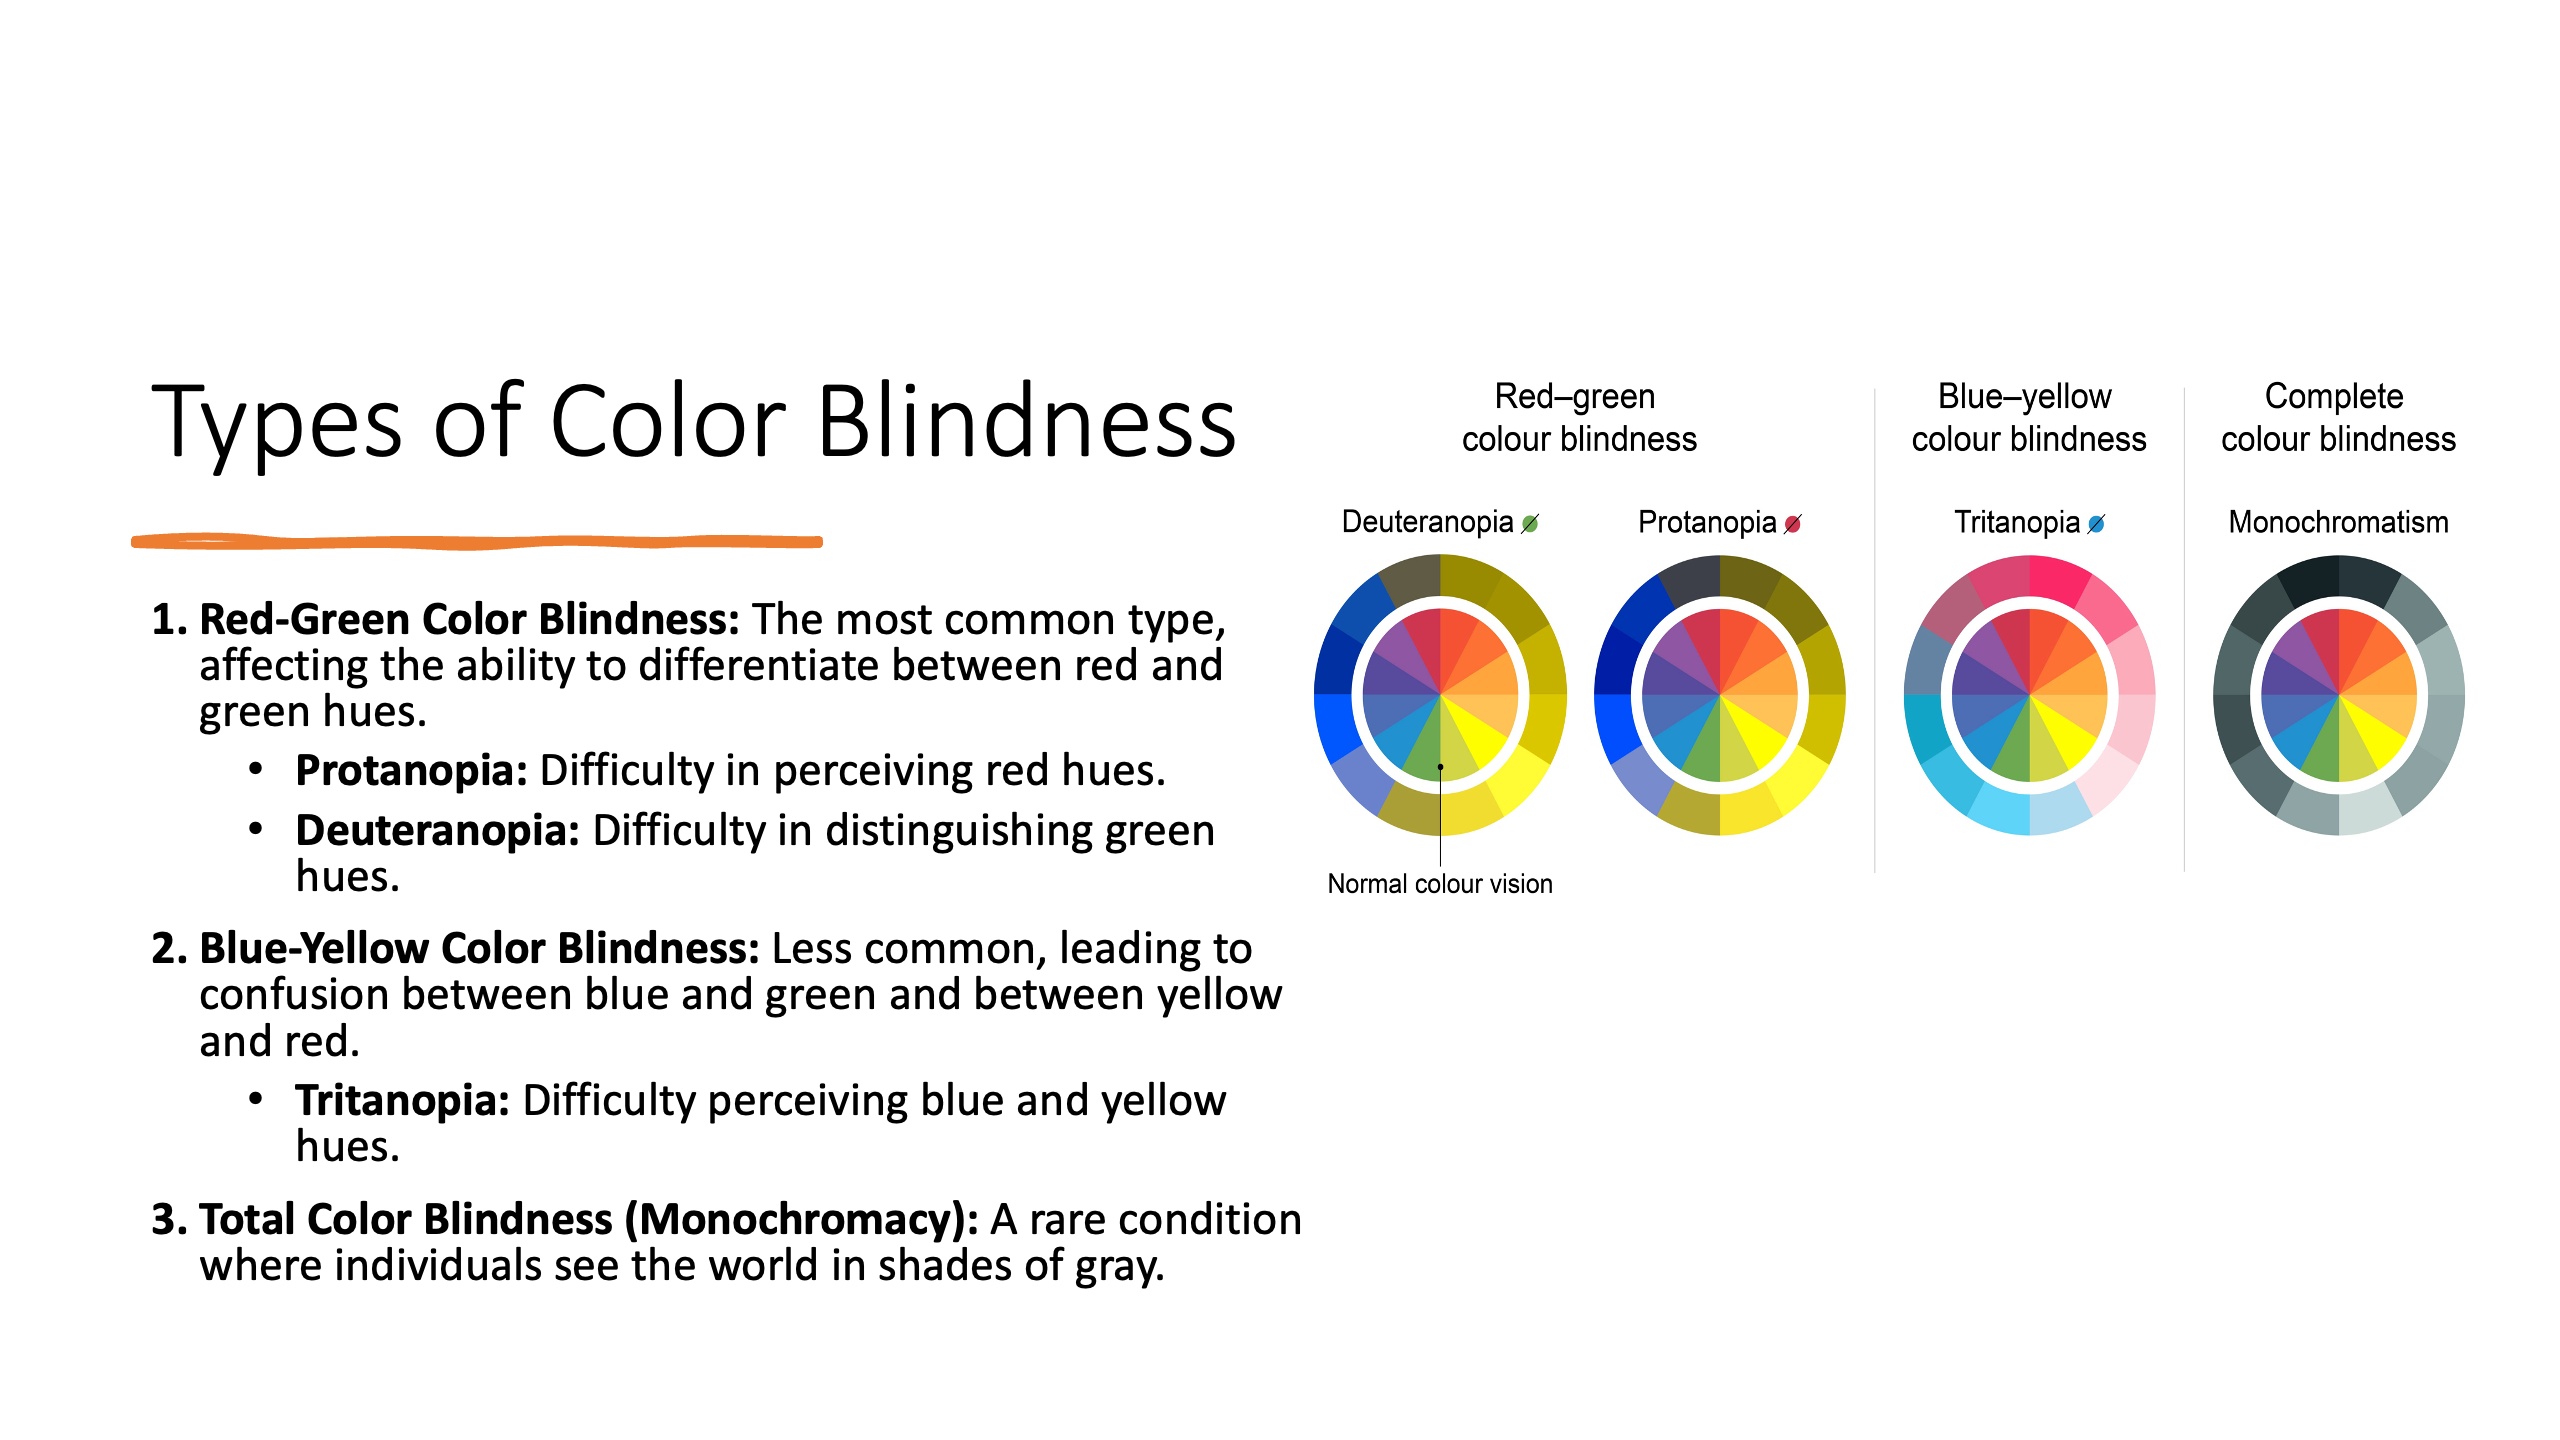 Types of Color Blindness
1. Red-Green Color Blindness: The most common type,
affecting the ability to differentiate between red and
green hues.
• Protanopia: Difficulty in perceiving red hues.
• Deuteranopia: Difficulty in distinguishing green
hues.
2. Blue-Yellow Color Blindness: Less common, leading to
confusion between blue and green and between yellow
and red.
• Tritanopia: Difficulty perceiving blue and yellow
hues.
3. Total Color Blindness (Monochromacy): A rare condition
where individuals see the world in shades of gray.
Red–green
colour blindness
Blue–yellow
colour blindness
Complete
colour blindness
Deuteranopia
Protanopia
Tritanopia
Monochromatism
Normal colour vision